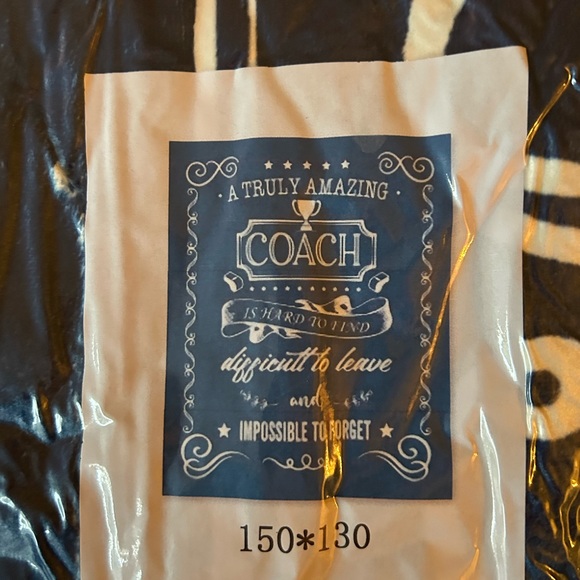 · A TRULY AMAZING ·
COACH
IS HARD TO FIND
difficult to leave
and
IMPOSSIBLE TO FORGET
150*130